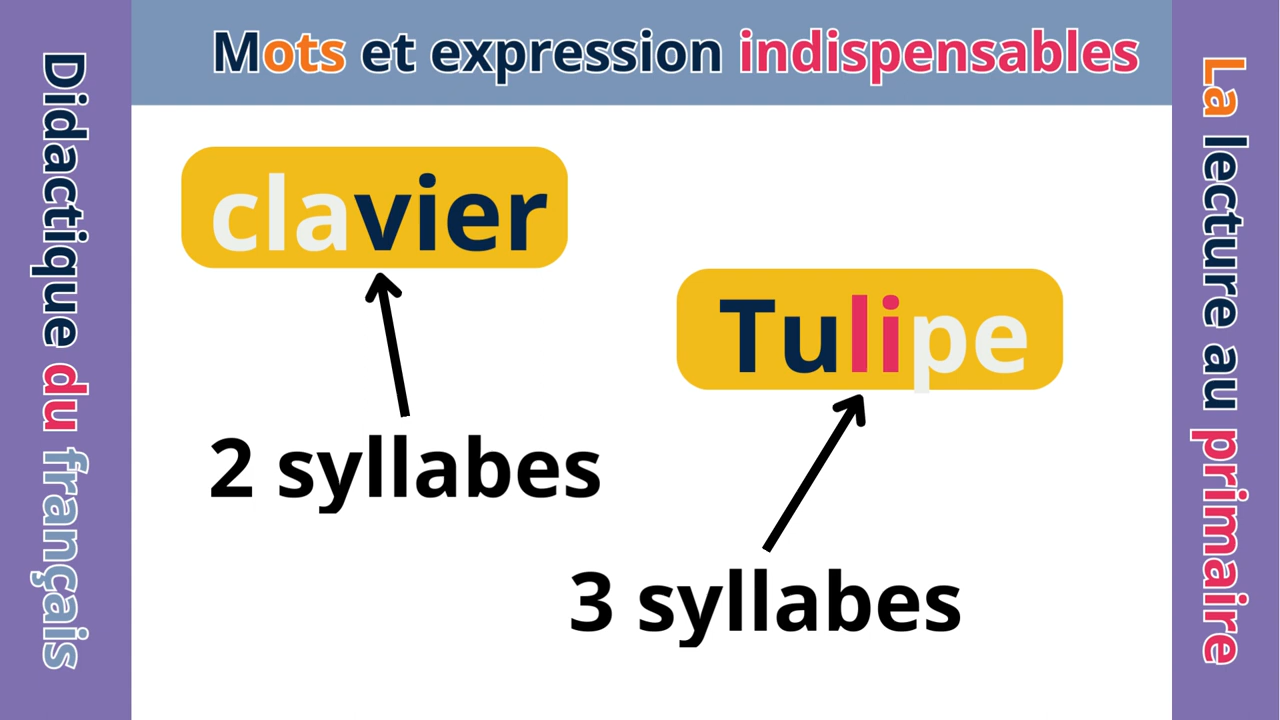 Mots et expression indispensables
Didactique du français
clavier
Tulipe
2 syllabes
3 syllabes
La lecture au primaire